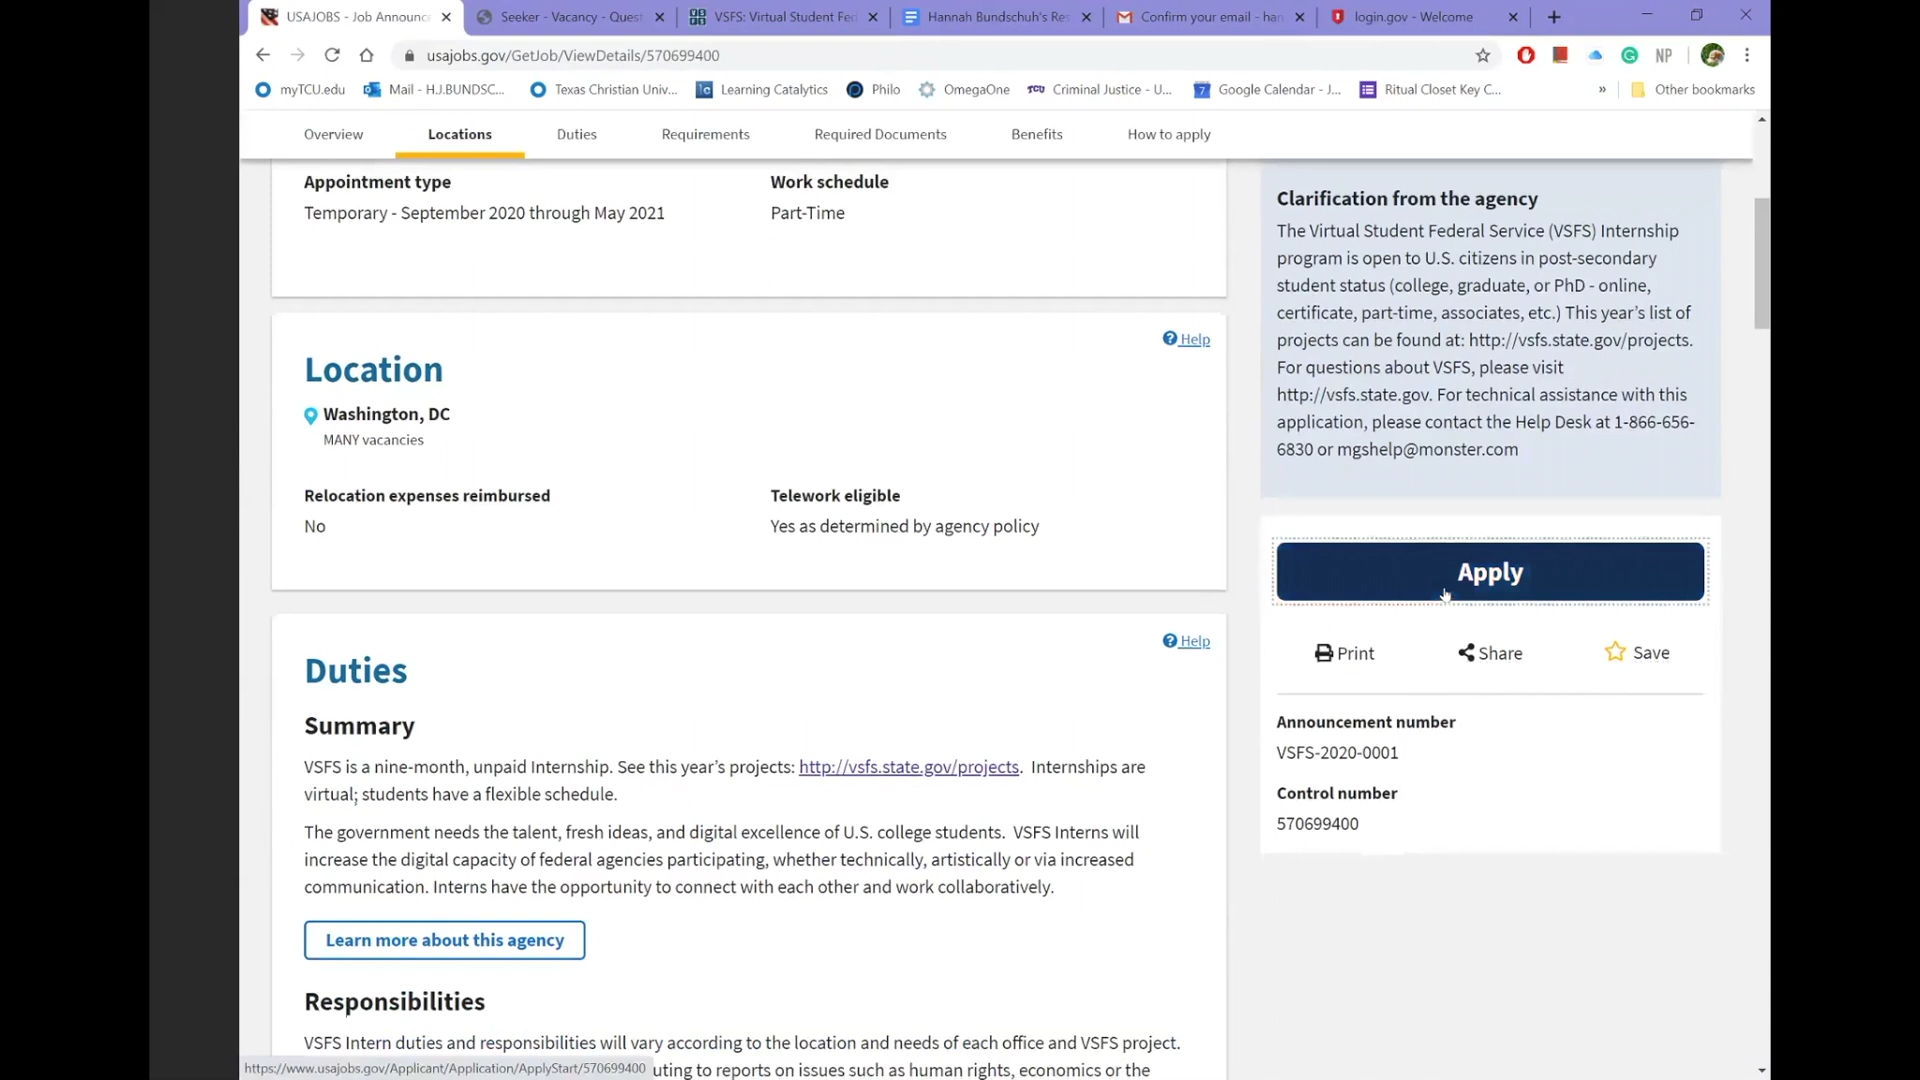 USAJOBS - Job Announc
Seeker - Vacancy - Quest
VSFS: Virtual Student Fed
Hannah Bundschuh's Res
Confirm your email - han
login.gov - Welcome
usajobs.gov/GetJob/ViewDetails/570699400
NP
myTCU.edu
Mail - H.J.BUNDSC...
Texas Christian Univ...
lc
Learning Catalytics
Philo
OmegaOne
TCU
Criminal Justice - U...
7
Google Calendar - J...
Ritual Closet Key C...
»
Other bookmarks
Overview
Locations
Duties
Requirements
Required Documents
Benefits
How to apply
Appointment type
Temporary - September 2020 through May 2021
Work schedule
Part-Time
Help
Location
Washington, DC
MANY vacancies
Relocation expenses reimbursed
No
Telework eligible
Yes as determined by agency policy
Help
Duties
Summary
VSFS is a nine-month, unpaid Internship. See this year's projects: http://vsfs.state.gov/projects. Internships are
virtual; students have a flexible schedule.
The government needs the talent, fresh ideas, and digital excellence of U.S. college students. VSFS Interns will
increase the digital capacity of federal agencies participating, whether technically, artistically or via increased
communication. Interns have the opportunity to connect with each other and work collaboratively.
Learn more about this agency
Responsibilities
VSFS Intern duties and responsibilities will vary according to the location and needs of each office and VSFS project.
uting to reports on issues such as human rights, economics or the
https://www.usajobs.gov/Applicant/Application/ApplyStart/570699400
Clarification from the agency
The Virtual Student Federal Service (VSFS) Internship
program is open to U.S. citizens in post-secondary
student status (college, graduate, or PhD - online,
certificate, part-time, associates, etc.) This year's list of
projects can be found at: http://vsfs.state.gov/projects.
For questions about VSFS, please visit
http://vsfs.state.gov. For technical assistance with this
application, please contact the Help Desk at 1-866-656-
6830 or mgshelp@monster.com
Apply
Print
Share
Save
Announcement number
VSFS-2020-0001
Control number
570699400